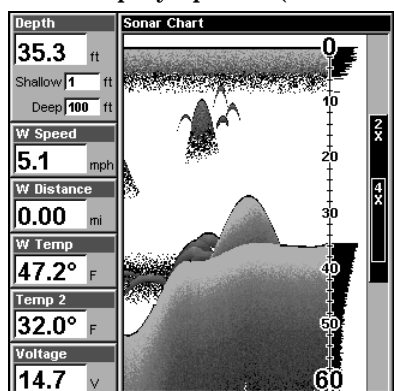 Depth
35.3 ft
Shallow 1 ft
Deep 100 ft
W Speed
5.1 mph
W Distance
0.00 mi
W Temp
47.2° F
Temp 2
32.0° F
Voltage
14.7 V
Sonar Chart
0
10
20
30
40
50
60
2X
4X